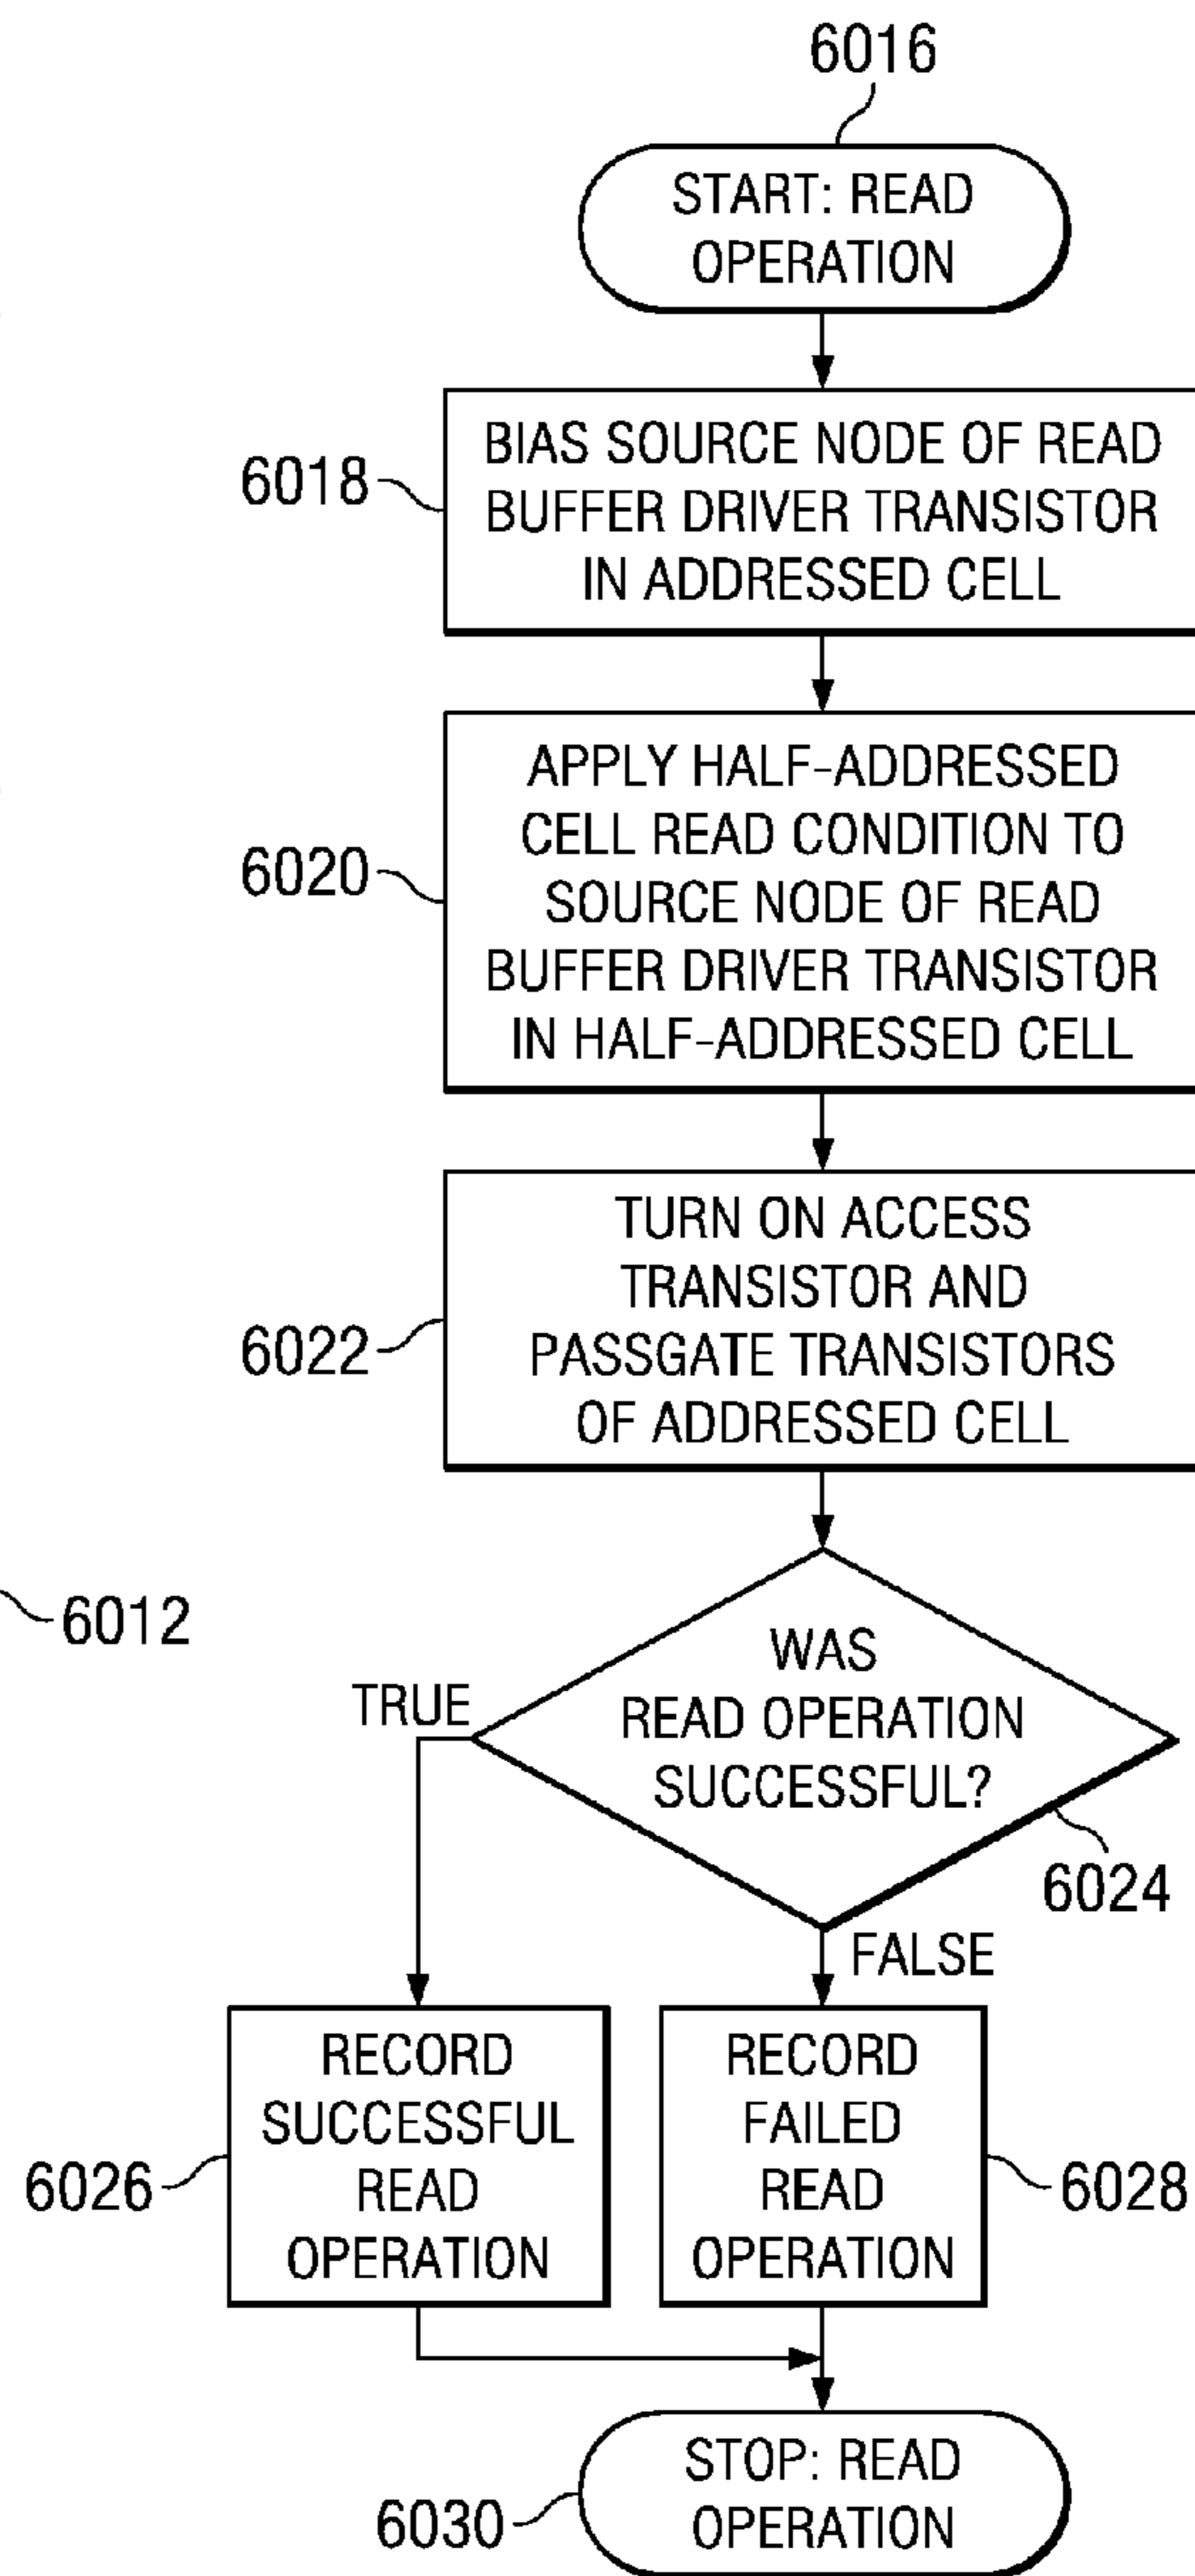 6016
START: READ
OPERATION
6018
BIAS SOURCE NODE OF READ
BUFFER DRIVER TRANSISTOR
IN ADDRESSED CELL
6020
APPLY HALF-ADDRESSED
CELL READ CONDITION TO
SOURCE NODE OF READ
BUFFER DRIVER TRANSISTOR
IN HALF-ADDRESSED CELL
6022
TURN ON ACCESS
TRANSISTOR AND
PASSGATE TRANSISTORS
OF ADDRESSED CELL
6012
WAS
READ OPERATION
SUCCESSFUL?
TRUE
6024
FALSE
RECORD
SUCCESSFUL
READ
OPERATION
6026
RECORD
FAILED
READ
OPERATION
6028
STOP: READ
OPERATION
6030